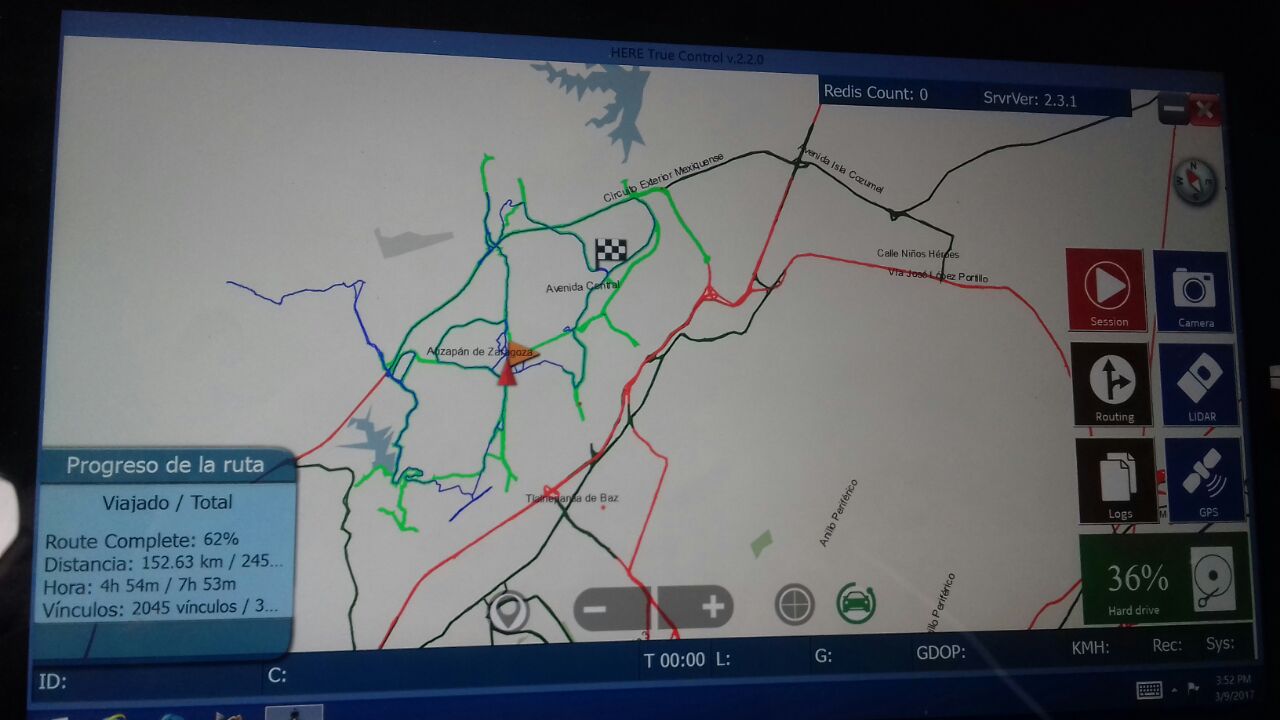 HERE True Control v.2.2.0
Redis Count: 0
SrvrVer: 2.3.1
N
E
W
Circuito Exterior Mexiquense
Avenida Isla Cozumel
Calle Niños Héroes
Vía José López Portillo
Avenida Central
Atizapán de Zaragoza
Tlalnepantla de Baz
Anillo Periférico
Anillo Periférico
Session
Camera
Routing
LIDAR
Logs
GPS
36%
Hard drive
Progreso de la ruta
Viajado / Total
Route Complete: 62%
Distancia: 152.63 km / 245...
Hora: 4h 54m / 7h 53m
Vínculos: 2045 vínculos / 3...
ID:
C:
T 00:00
L:
G:
GDOP:
KMH:
Rec:
Sys:
3:52 PM
3/9/2017